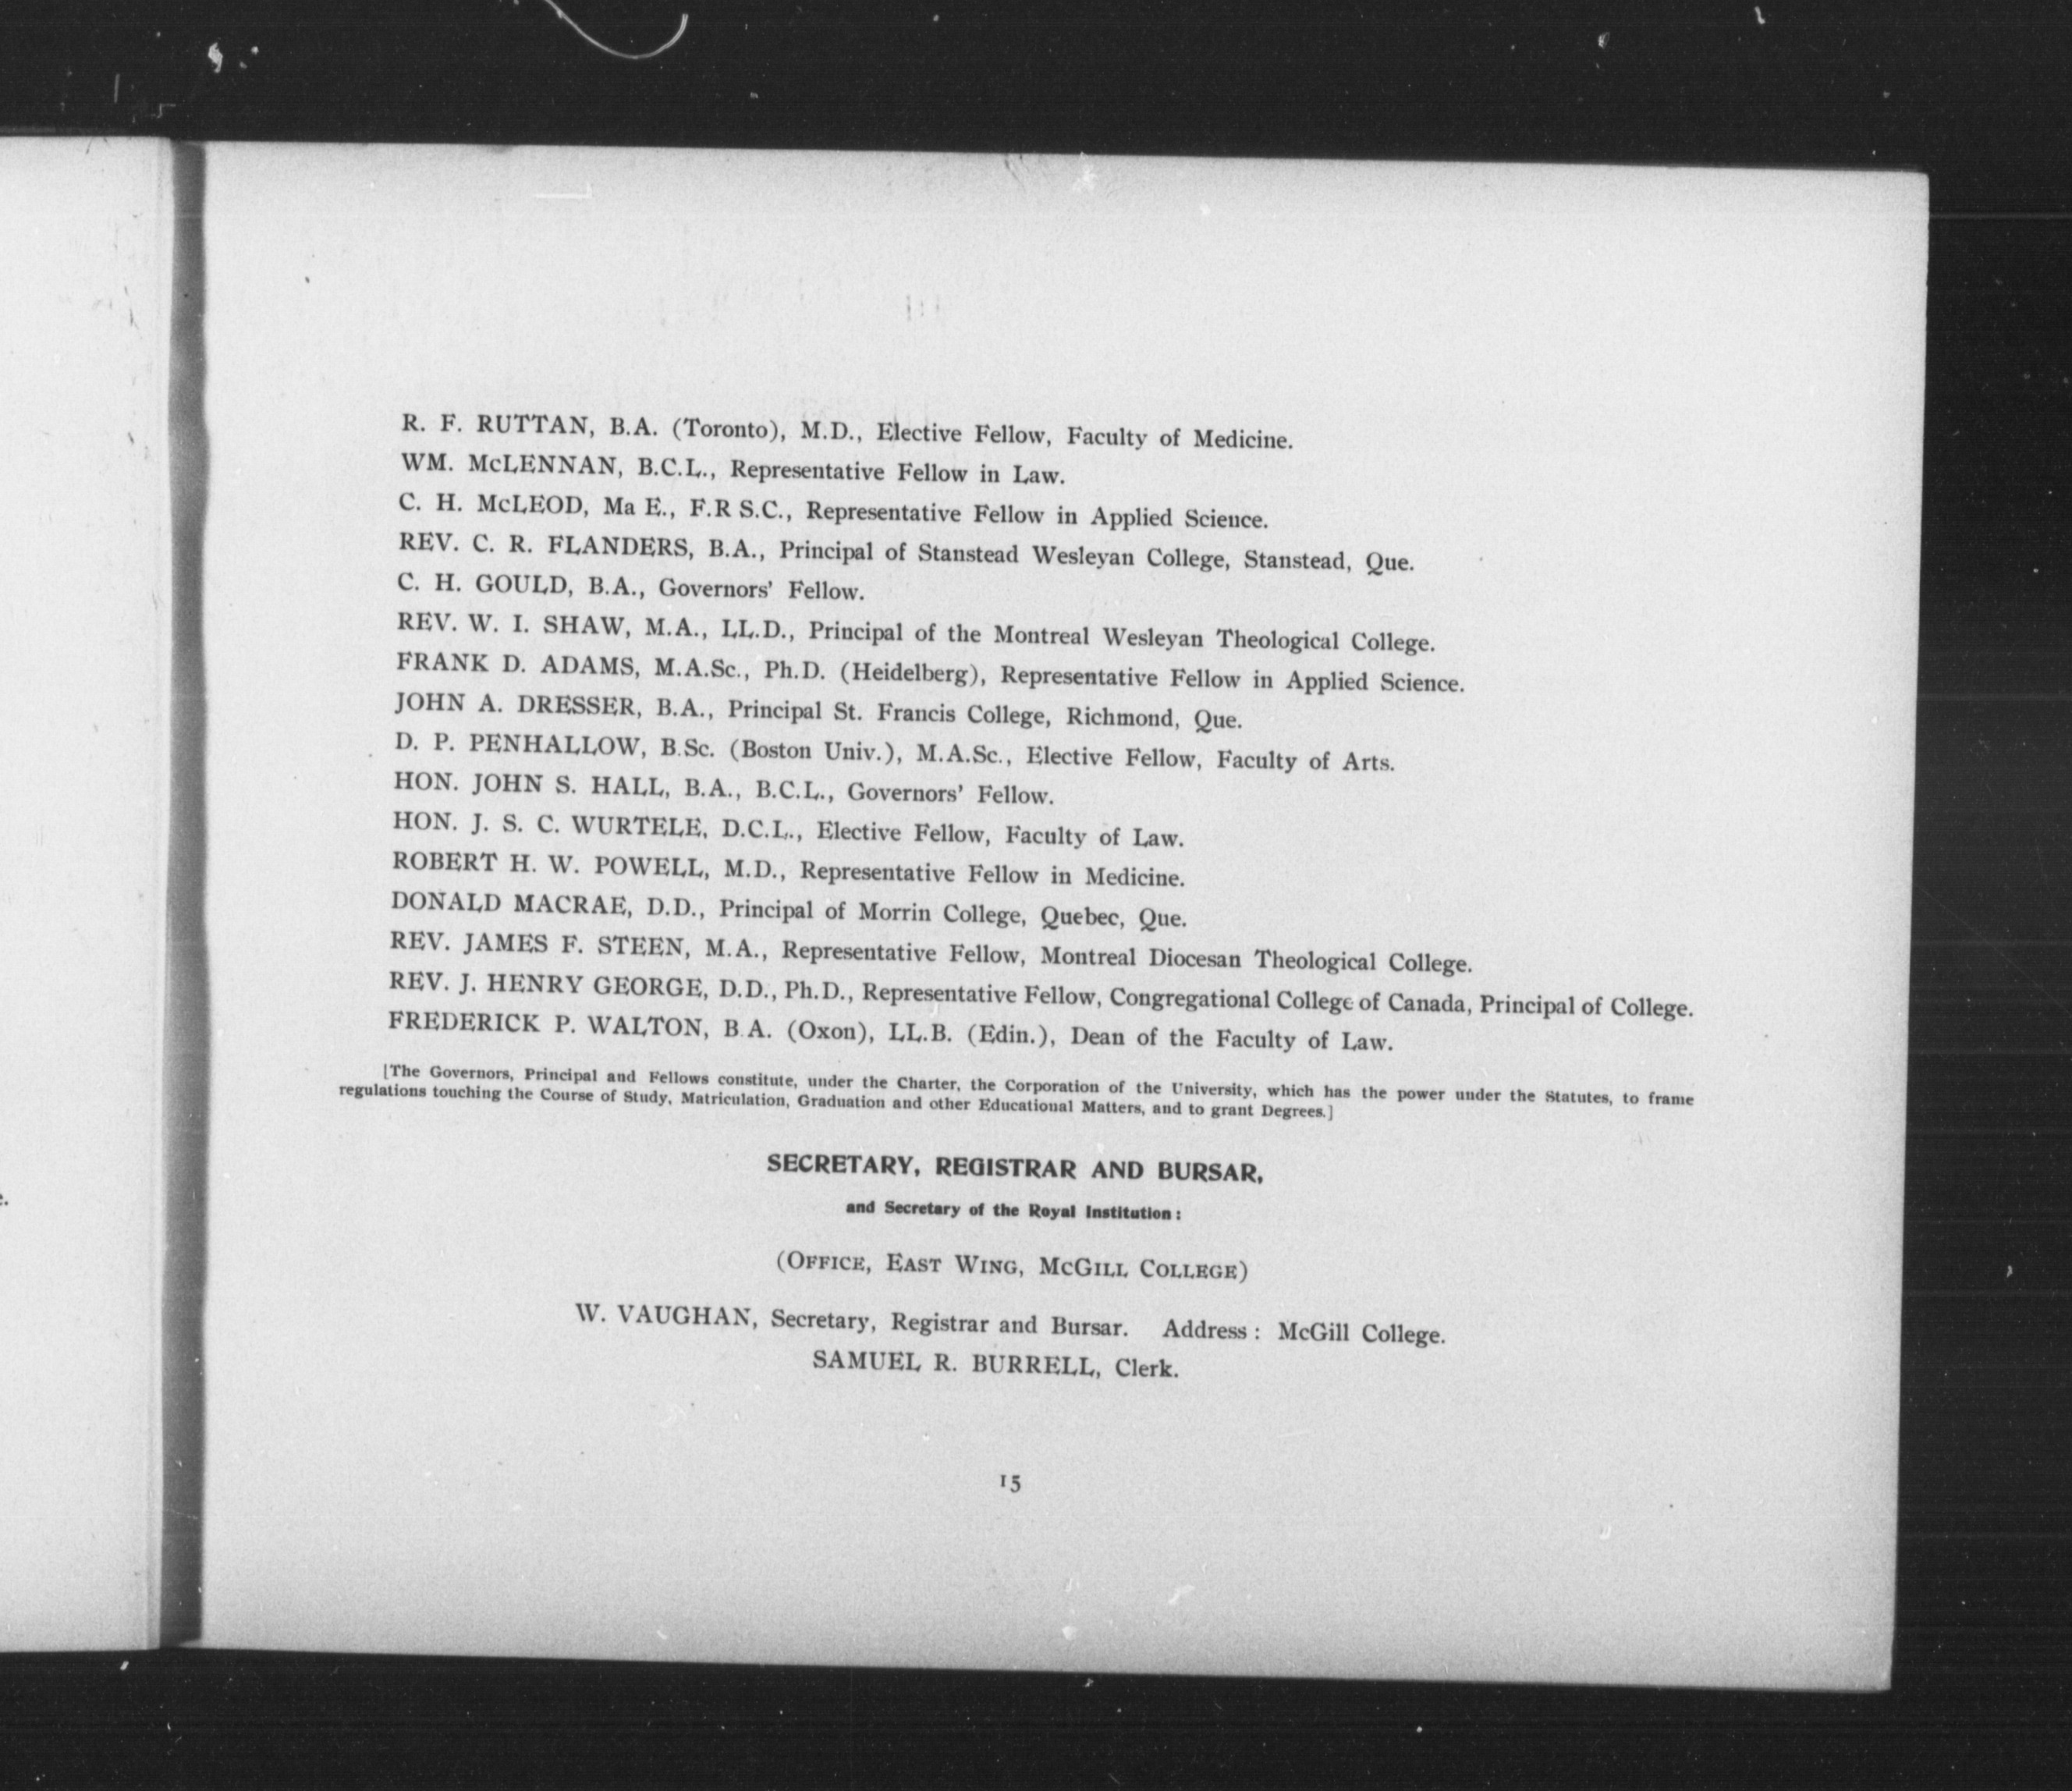 R. F. RUTTAN, B.A. (Toronto), M.D., Elective Fellow, Faculty of Medicine.
WM. McLENNAN, B.C.L., Representative Fellow in Law.
C. H. McLEOD, Ma E., F.R S.C., Representative Fellow in Applied Science.
REV. C. R. FLANDERS, B.A., Principal of Stanstead Wesleyan College, Stanstead, Que.
C. H. GOULD, B.A., Governors' Fellow.
REV. W. I. SHAW, M.A., LL.D., Principal of the Montreal Wesleyan Theological College.
FRANK D. ADAMS, M.A.Sc., Ph.D. (Heidelberg), Representative Fellow in Applied Science.
JOHN A. DRESSER, B.A., Principal St. Francis College, Richmond, Que.
D. P. PENHALLOW, B.Sc. (Boston Univ.), M.A.Sc., Elective Fellow, Faculty of Arts.
HON. JOHN S. HALL, B.A., B.C.L., Governors' Fellow.
HON. J. S. C. WURTELE, D.C.L., Elective Fellow, Faculty of Law.
ROBERT H. W. POWELL, M.D., Representative Fellow in Medicine.
DONALD MACRAE, D.D., Principal of Morrin College, Quebec, Que.
REV. JAMES F. STEEN, M.A., Representative Fellow, Montreal Diocesan Theological College.
REV. J. HENRY GEORGE, D.D., Ph.D., Representative Fellow, Congregational College of Canada, Principal of College.
FREDERICK P. WALTON, B A. (Oxon), LL.B. (Edin.), Dean of the Faculty of Law.
[The Governors, Principal and Fellows constitute, under the Charter, the Corporation of the University, which has the power under the Statutes, to frame
regulations touching the Course of Study, Matriculation, Graduation and other Educational Matters, and to grant Degrees.]
SECRETARY, REGISTRAR AND BURSAR,
and Secretary of the Royal Institution:
(OFFICE, EAST WING, McGILL COLLEGE)
W. VAUGHAN, Secretary, Registrar and Bursar. Address: McGill College.
SAMUEL R. BURRELL, Clerk.
15